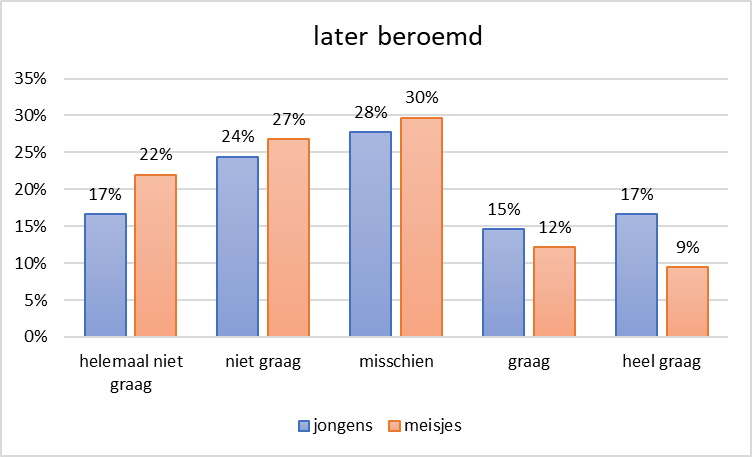 later beroemd
35%
30%
25%
20%
15%
10%
5%
0%
17%
22%
24%
27%
28%
30%
15%
12%
17%
9%
helemaal niet
graag
niet graag
misschien
graag
heel graag
jongens
meisjes